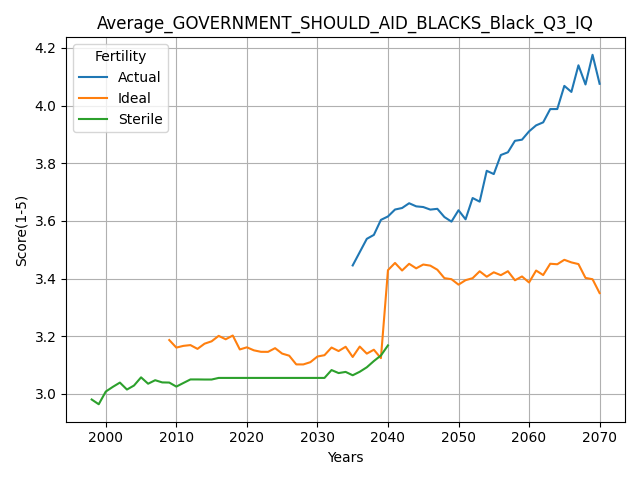 Average_GOVERNMENT_SHOULD_AID_BLACKS_Black_Q3_IQ
Fertility
Actual
Ideal
Sterile
Score(1-5)
4.2
4.0
3.8
3.6
3.4
3.2
3.0
2000 2010 2020 2030 2040 2050 2060 2070
Years